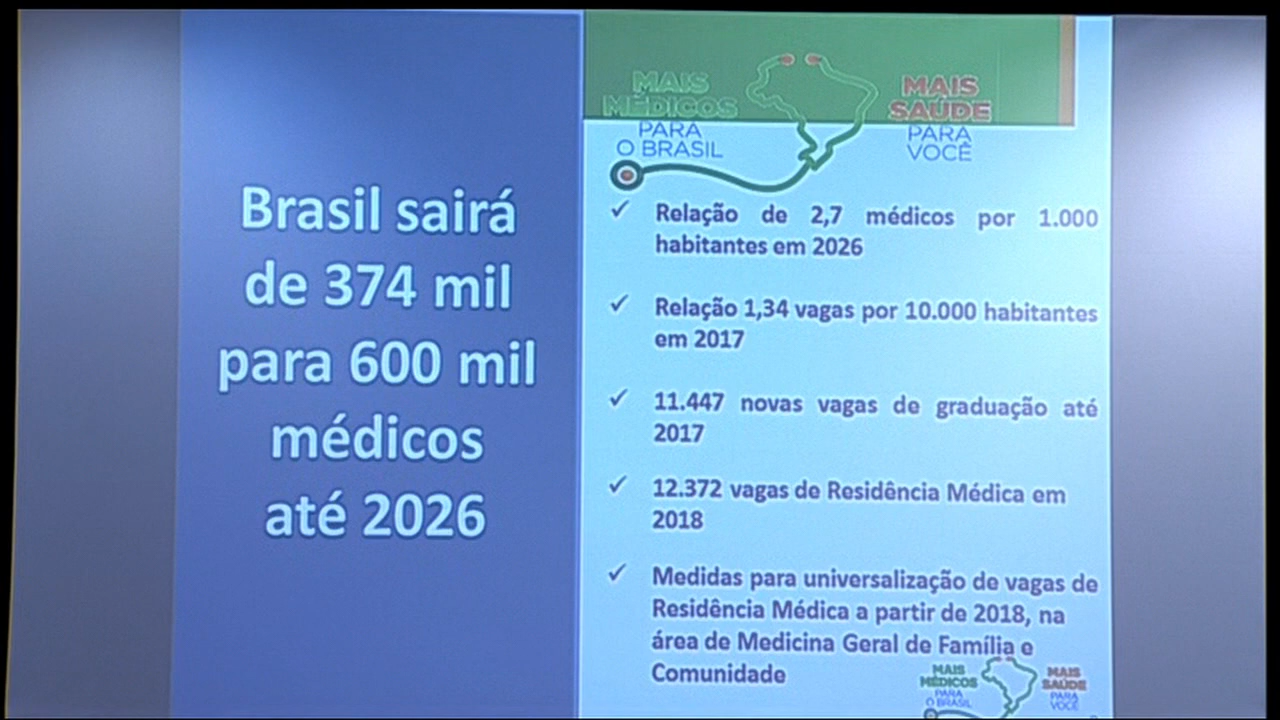 Brasil sairá
de 374 mil
para 600 mil
médicos
até 2026
MAIS
MÉDICOS
PARA
O BRASIL
MAIS
SAÚDE
PARA
VOCÊ
✓ Relação de 2,7 médicos por 1.000
habitantes em 2026
✓ Relação 1,34 vagas por 10.000 habitantes
em 2017
✓ 11.447 novas vagas de graduação até
2017
✓ 12.372 vagas de Residência Médica em
2018
✓ Medidas para universalização de vagas de
Residência Médica a partir de 2018, na
área de Medicina Geral de Família e
Comunidade
MAIS
MÉDICOS
PARA
O BRASIL
MAIS
SAÚDE
PARA
VOCÊ